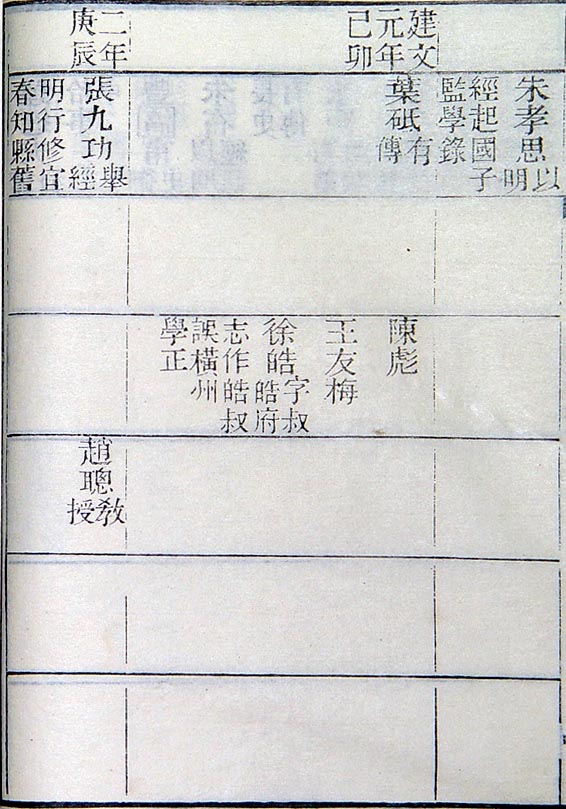 建文
元年
己卯
二年
庚辰
朱孝思以明
經起國子
監學錄
葉砥有傳
張九功舉經
明行修宜
春知縣舊
陳彪
王友梅
徐皓字叔皓府
志作皓叔
誤橫州
學正
趙聰敎授